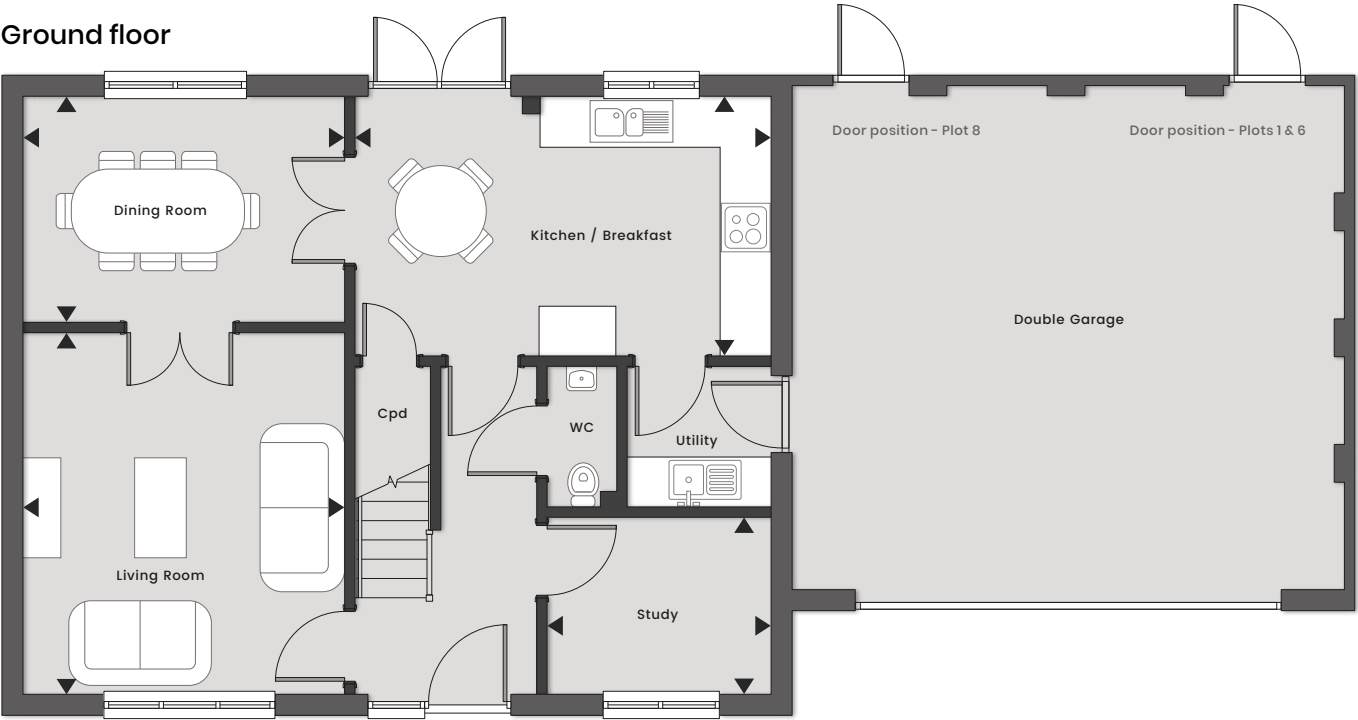 Ground floor
Door position - Plot 8
Door position - Plots 1 & 6
Dining Room
Kitchen / Breakfast
Double Garage
Cpd
WC
Utility
Living Room
Study